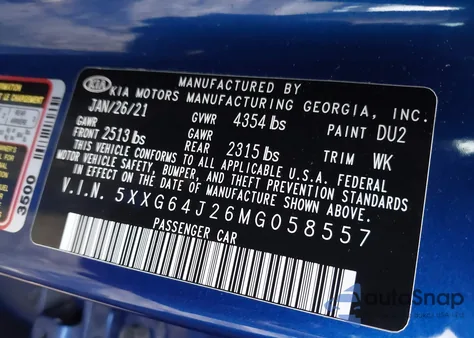 MANUFACTURED BY
KIA KIA MOTORS MANUFACTURING GEORGIA, INC.
JAN/26/21 GVWR 4354 lbs PAINT DU2
GAWR GAWR
FRONT 2513 lbs REAR 2315 lbs TRIM WK
THIS VEHICLE CONFORMS TO ALL APPLICABLE U.S.A. FEDERAL
MOTOR VEHICLE SAFETY, BUMPER, AND THEFT PREVENTION STANDARDS
IN EFFECT ON THE DATE OF MANUFACTURE SHOWN ABOVE.
V.I.N. 5XXG64J26MG058557
PASSENGER CAR
3500
AutoSnap